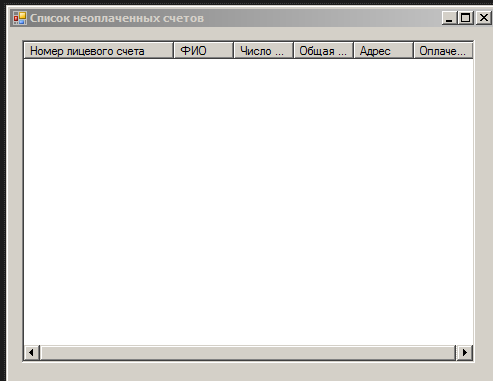 Список неоплаченных счетов
Номер лицевого счета ФИО Число ... Общая ... Адрес Оплаче...